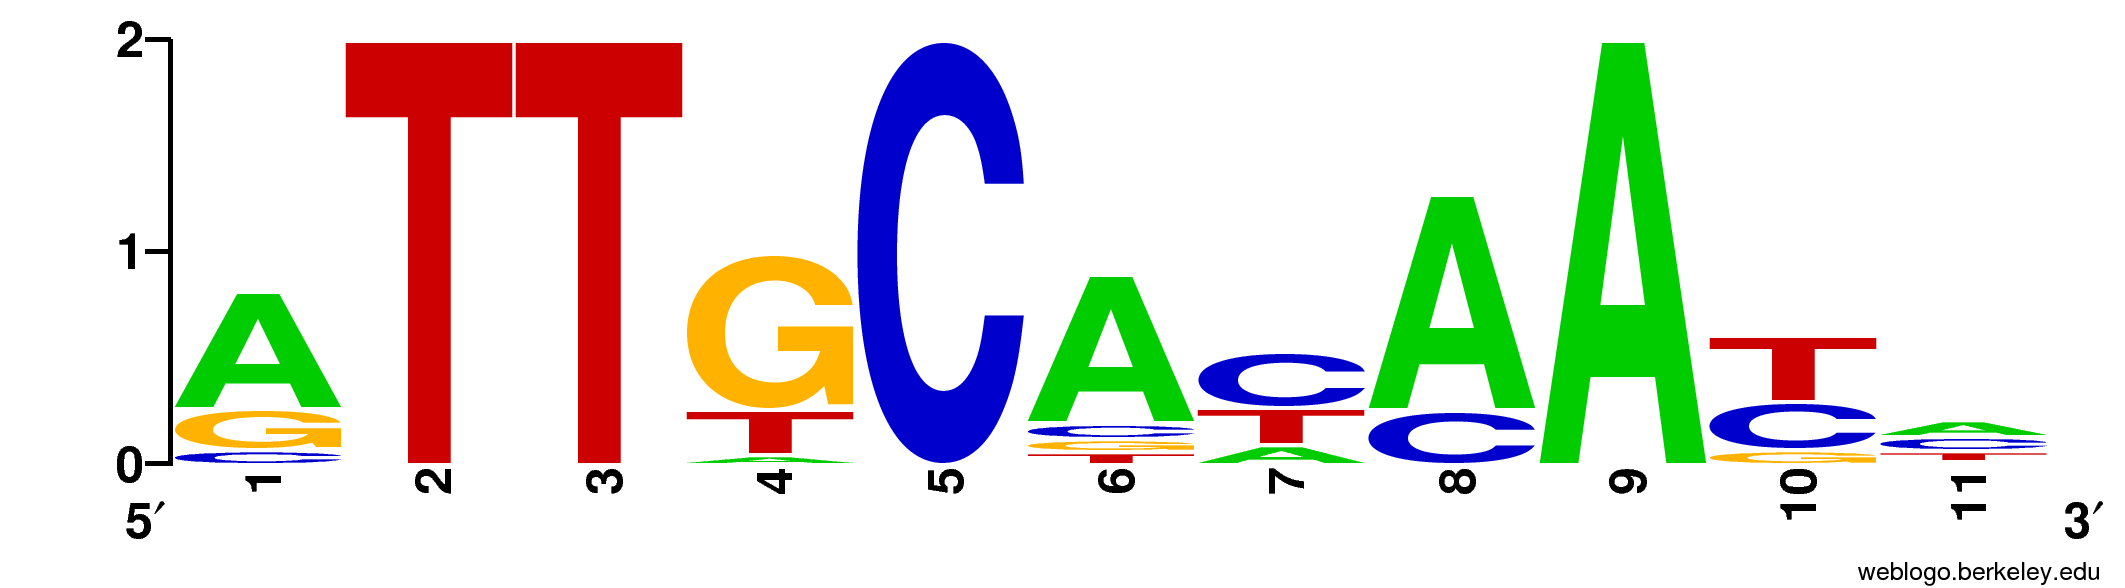 2
1
0
A T T G C A C A A T A
G T C T C C C
C A G A G T
T
1 2 3 4 5 6 7 8 9 10 11
5′ 3′
weblogo.berkeley.edu